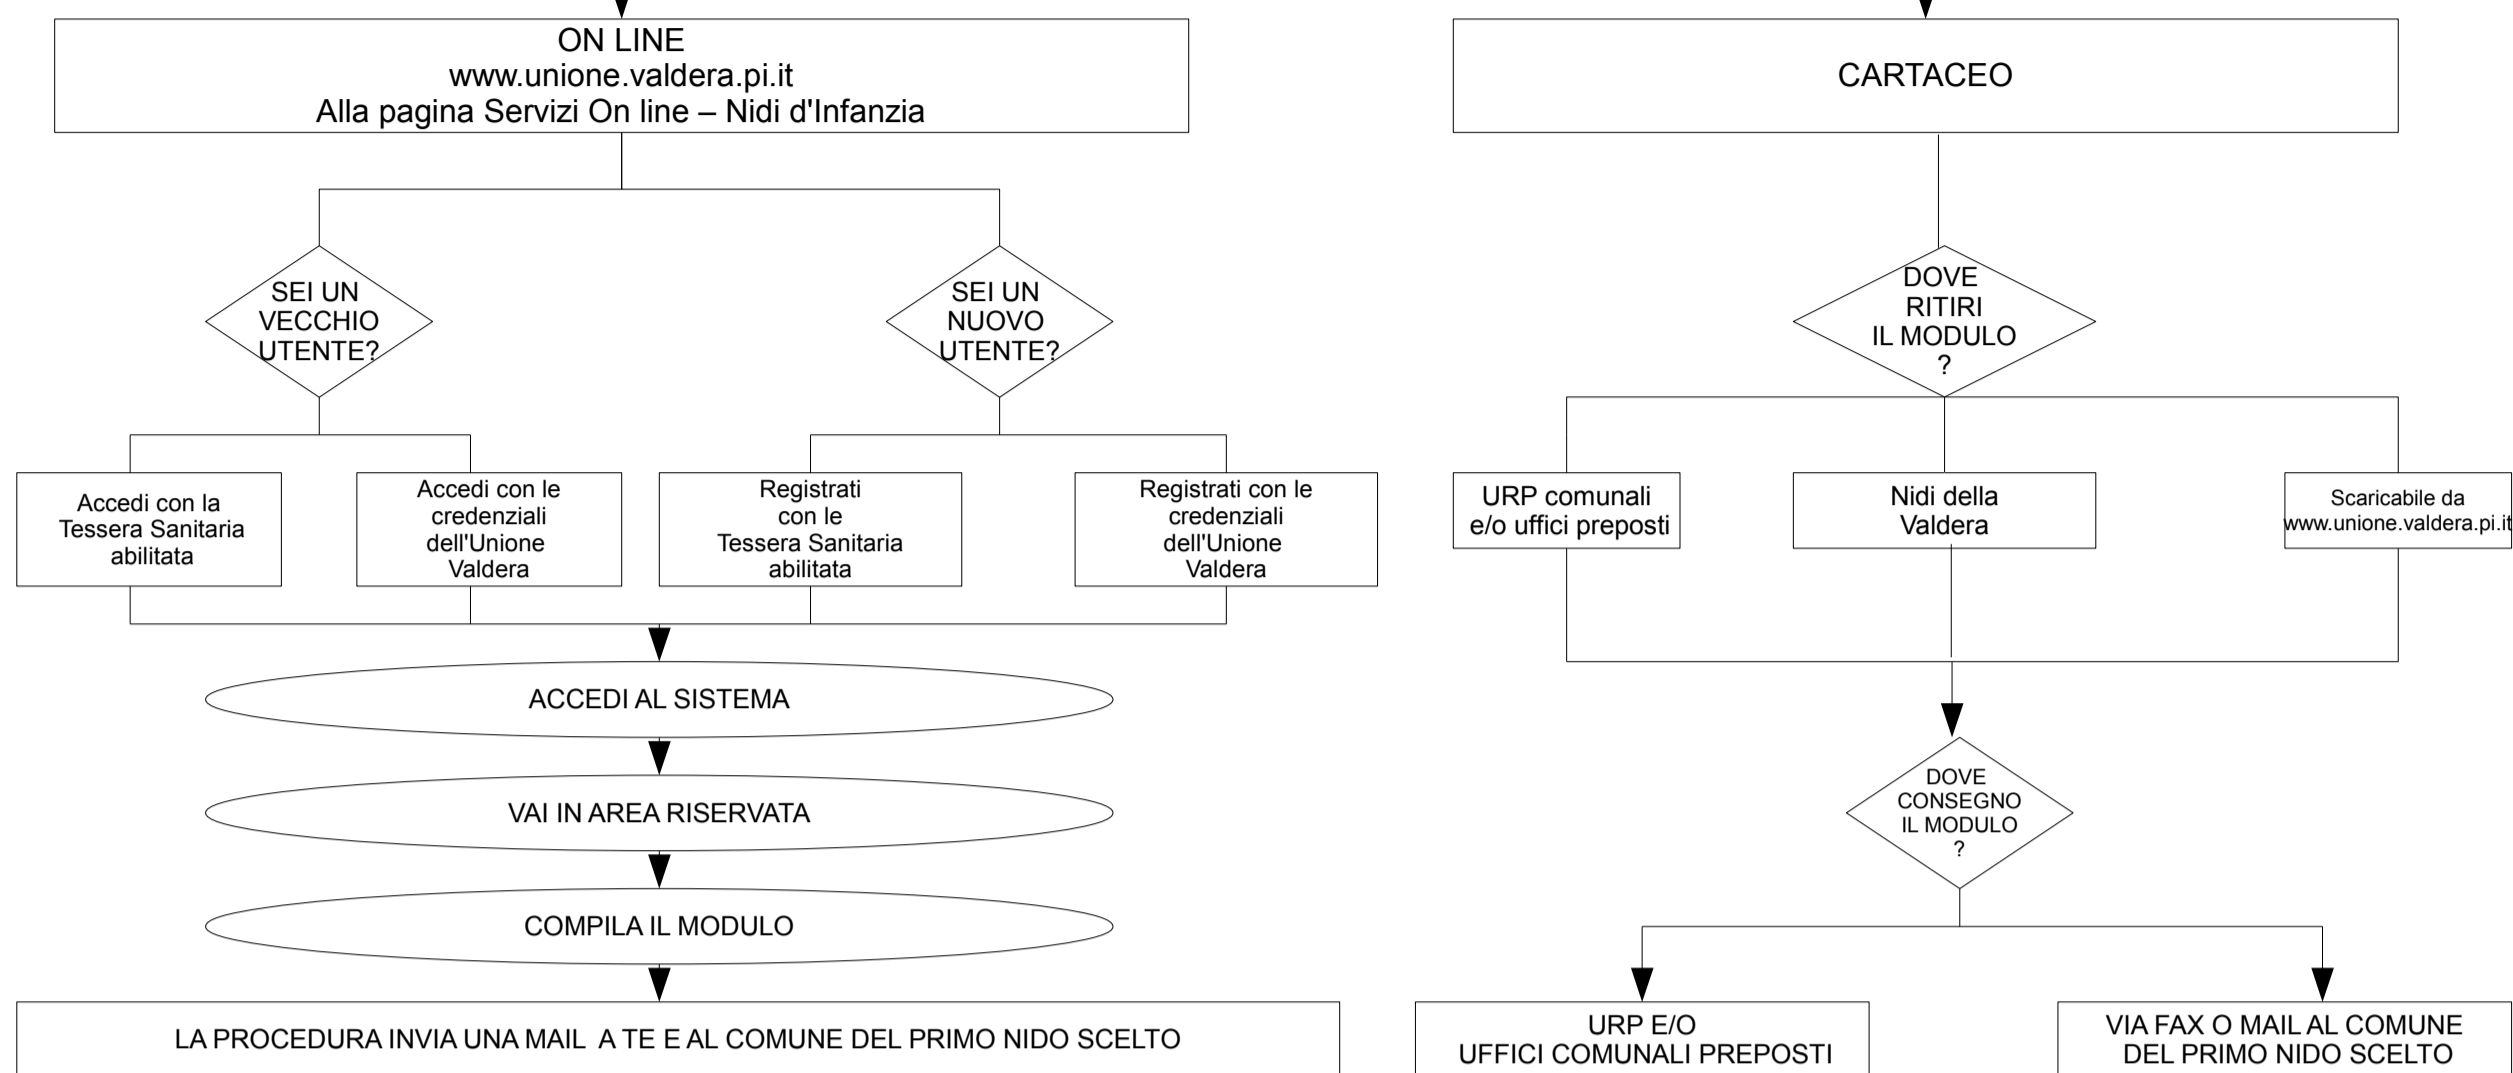 ON LINE
www.unione.valdera.pi.it
Alla pagina Servizi On line – Nidi d'Infanzia
SEI UN
VECCHIO
UTENTE?
SEI UN
NUOVO
UTENTE?
Accedi con la
Tessera Sanitaria
abilitata
Accedi con le
credenziali
dell'Unione
Valdera
Registrati
con le
Tessera Sanitaria
abilitata
Registrati con le
credenziali
dell'Unione
Valdera
ACCEDI AL SISTEMA
VAI IN AREA RISERVATA
COMPILA IL MODULO
LA PROCEDURA INVIA UNA MAIL A TE E AL COMUNE DEL PRIMO NIDO SCELTO
CARTACEO
DOVE
RITIRI
IL MODULO
?
URP comunali
e/o uffici preposti
Nidi della
Valdera
Scaricabile da
www.unione.valdera.pi.it
DOVE
CONSEGNO
IL MODULO
?
URP E/O
UFFICI COMUNALI PREPOSTI
VIA FAX O MAIL AL COMUNE
DEL PRIMO NIDO SCELTO